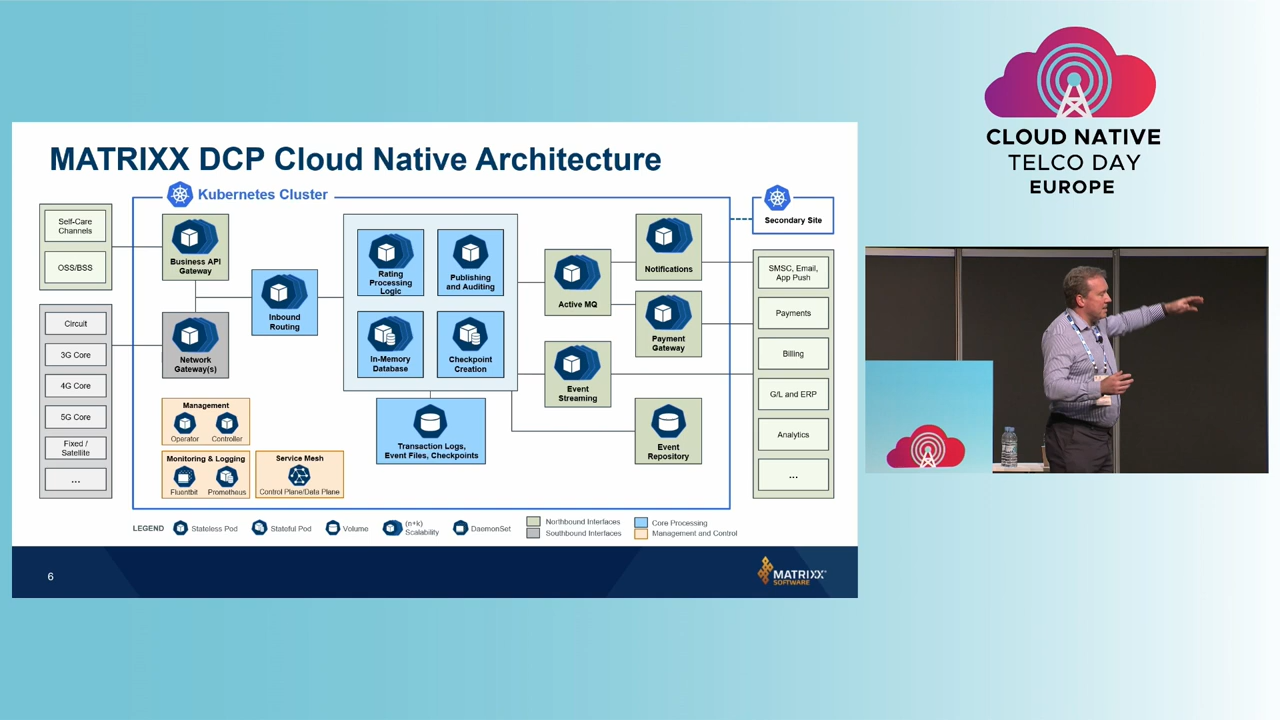 MATRIXX DCP Cloud Native Architecture
Kubernetes Cluster
Self-Care
Channels
OSS/BSS
Circuit
3G Core
4G Core
5G Core
Fixed /
Satellite
...
Business API
Gateway
Network
Gateway(s)
Inbound
Routing
Rating
Processing
Logic
Publishing
and Auditing
In-Memory
Database
Checkpoint
Creation
Transaction Logs,
Event Files, Checkpoints
Active MQ
Event
Streaming
Notifications
Payment
Gateway
Event
Repository
Management
Operator
Controller
Monitoring & Logging
Fluentbit
Prometheus
Service Mesh
Control Plane/Data Plane
Secondary Site
SMSC, Email,
App Push
Payments
Billing
G/L and ERP
Analytics
...
LEGEND
Stateless Pod
Stateful Pod
Volume
(n+k)
Scalability
DaemonSet
Northbound Interfaces
Southbound Interfaces
Core Processing
Management and Control
6
MATRIXX
SOFTWARE
CLOUD NATIVE
TELCO DAY
EUROPE